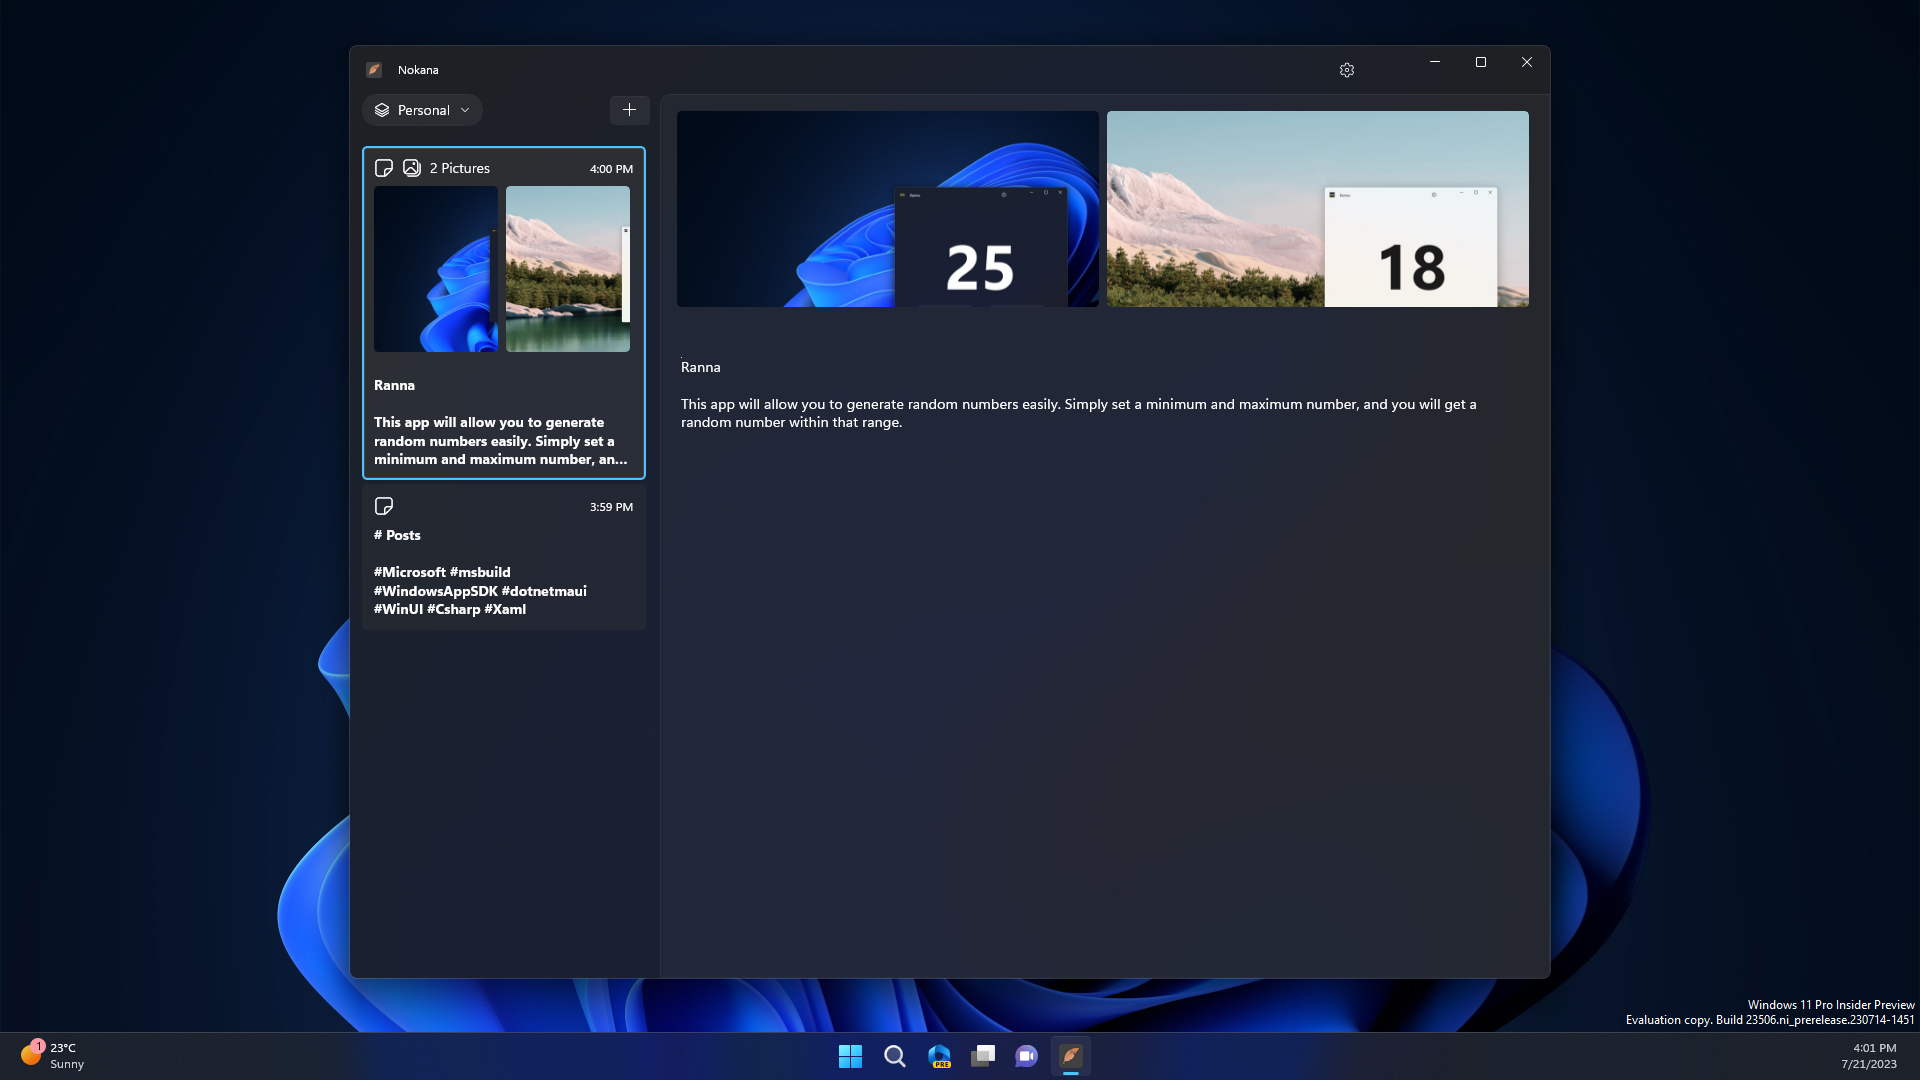 Nokana
Personal
2 Pictures
4:00 PM
Ranna
This app will allow you to generate
random numbers easily. Simply set a
minimum and maximum number, an...
3:59 PM
# Posts
#Microsoft #msbuild
#WindowsAppSDK #dotnetmaui
#WinUI #Csharp #Xaml
25
18
Ranna
This app will allow you to generate random numbers easily. Simply set a minimum and maximum number, and you will get a
random number within that range.
Windows 11 Pro Insider Preview
Evaluation copy. Build 23506.ni_prerelease.230714-1451
1
23°C
Sunny
PRE
4:01 PM
7/21/2023